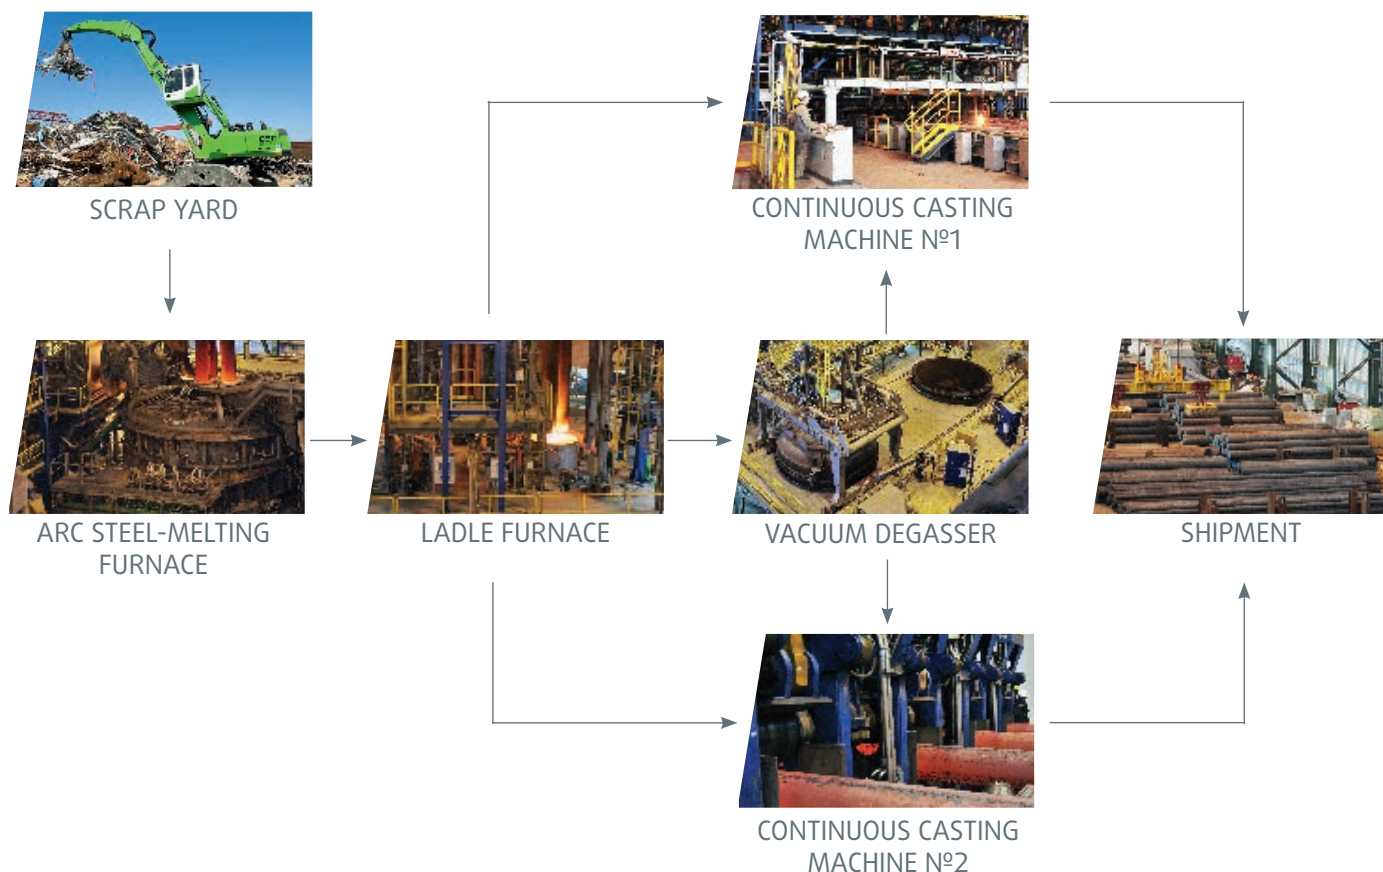 SCRAP YARD
CONTINUOUS CASTING
MACHINE Nº1
ARC STEEL-MELTING
FURNACE
LADLE FURNACE
VACUUM DEGASSER
SHIPMENT
CONTINUOUS CASTING
MACHINE Nº2